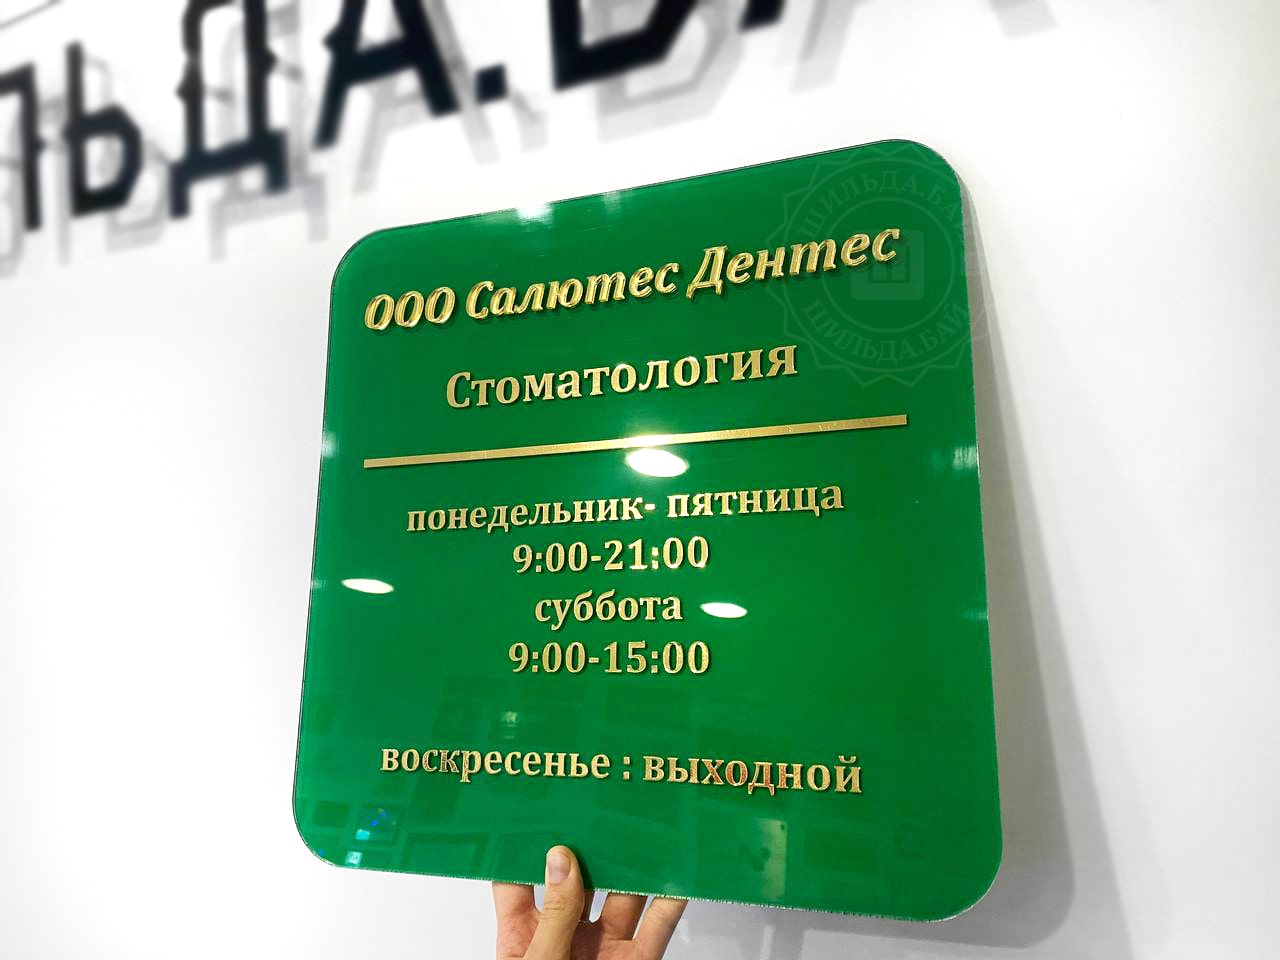 ЛЬДА.БА
ШИЛЬДА.БАЙ
ООО Салютес Дентес
ШИЛЬДА.БАЙ
Стоматология
понедельник- пятница
9:00-21:00
суббота
9:00-15:00
воскресенье : выходной